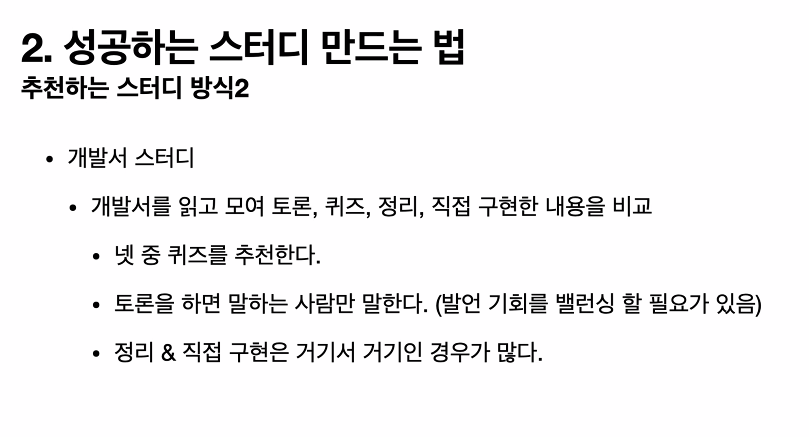 2. 성공하는 스터디 만드는 법
추천하는 스터디 방식2
• 개발서 스터디
• 개발서를 읽고 모여 토론, 퀴즈, 정리, 직접 구현한 내용을 비교
• 넷 중 퀴즈를 추천한다.
• 토론을 하면 말하는 사람만 말한다. (발언 기회를 밸런싱 할 필요가 있음)
• 정리 & 직접 구현은 거기서 거기인 경우가 많다.